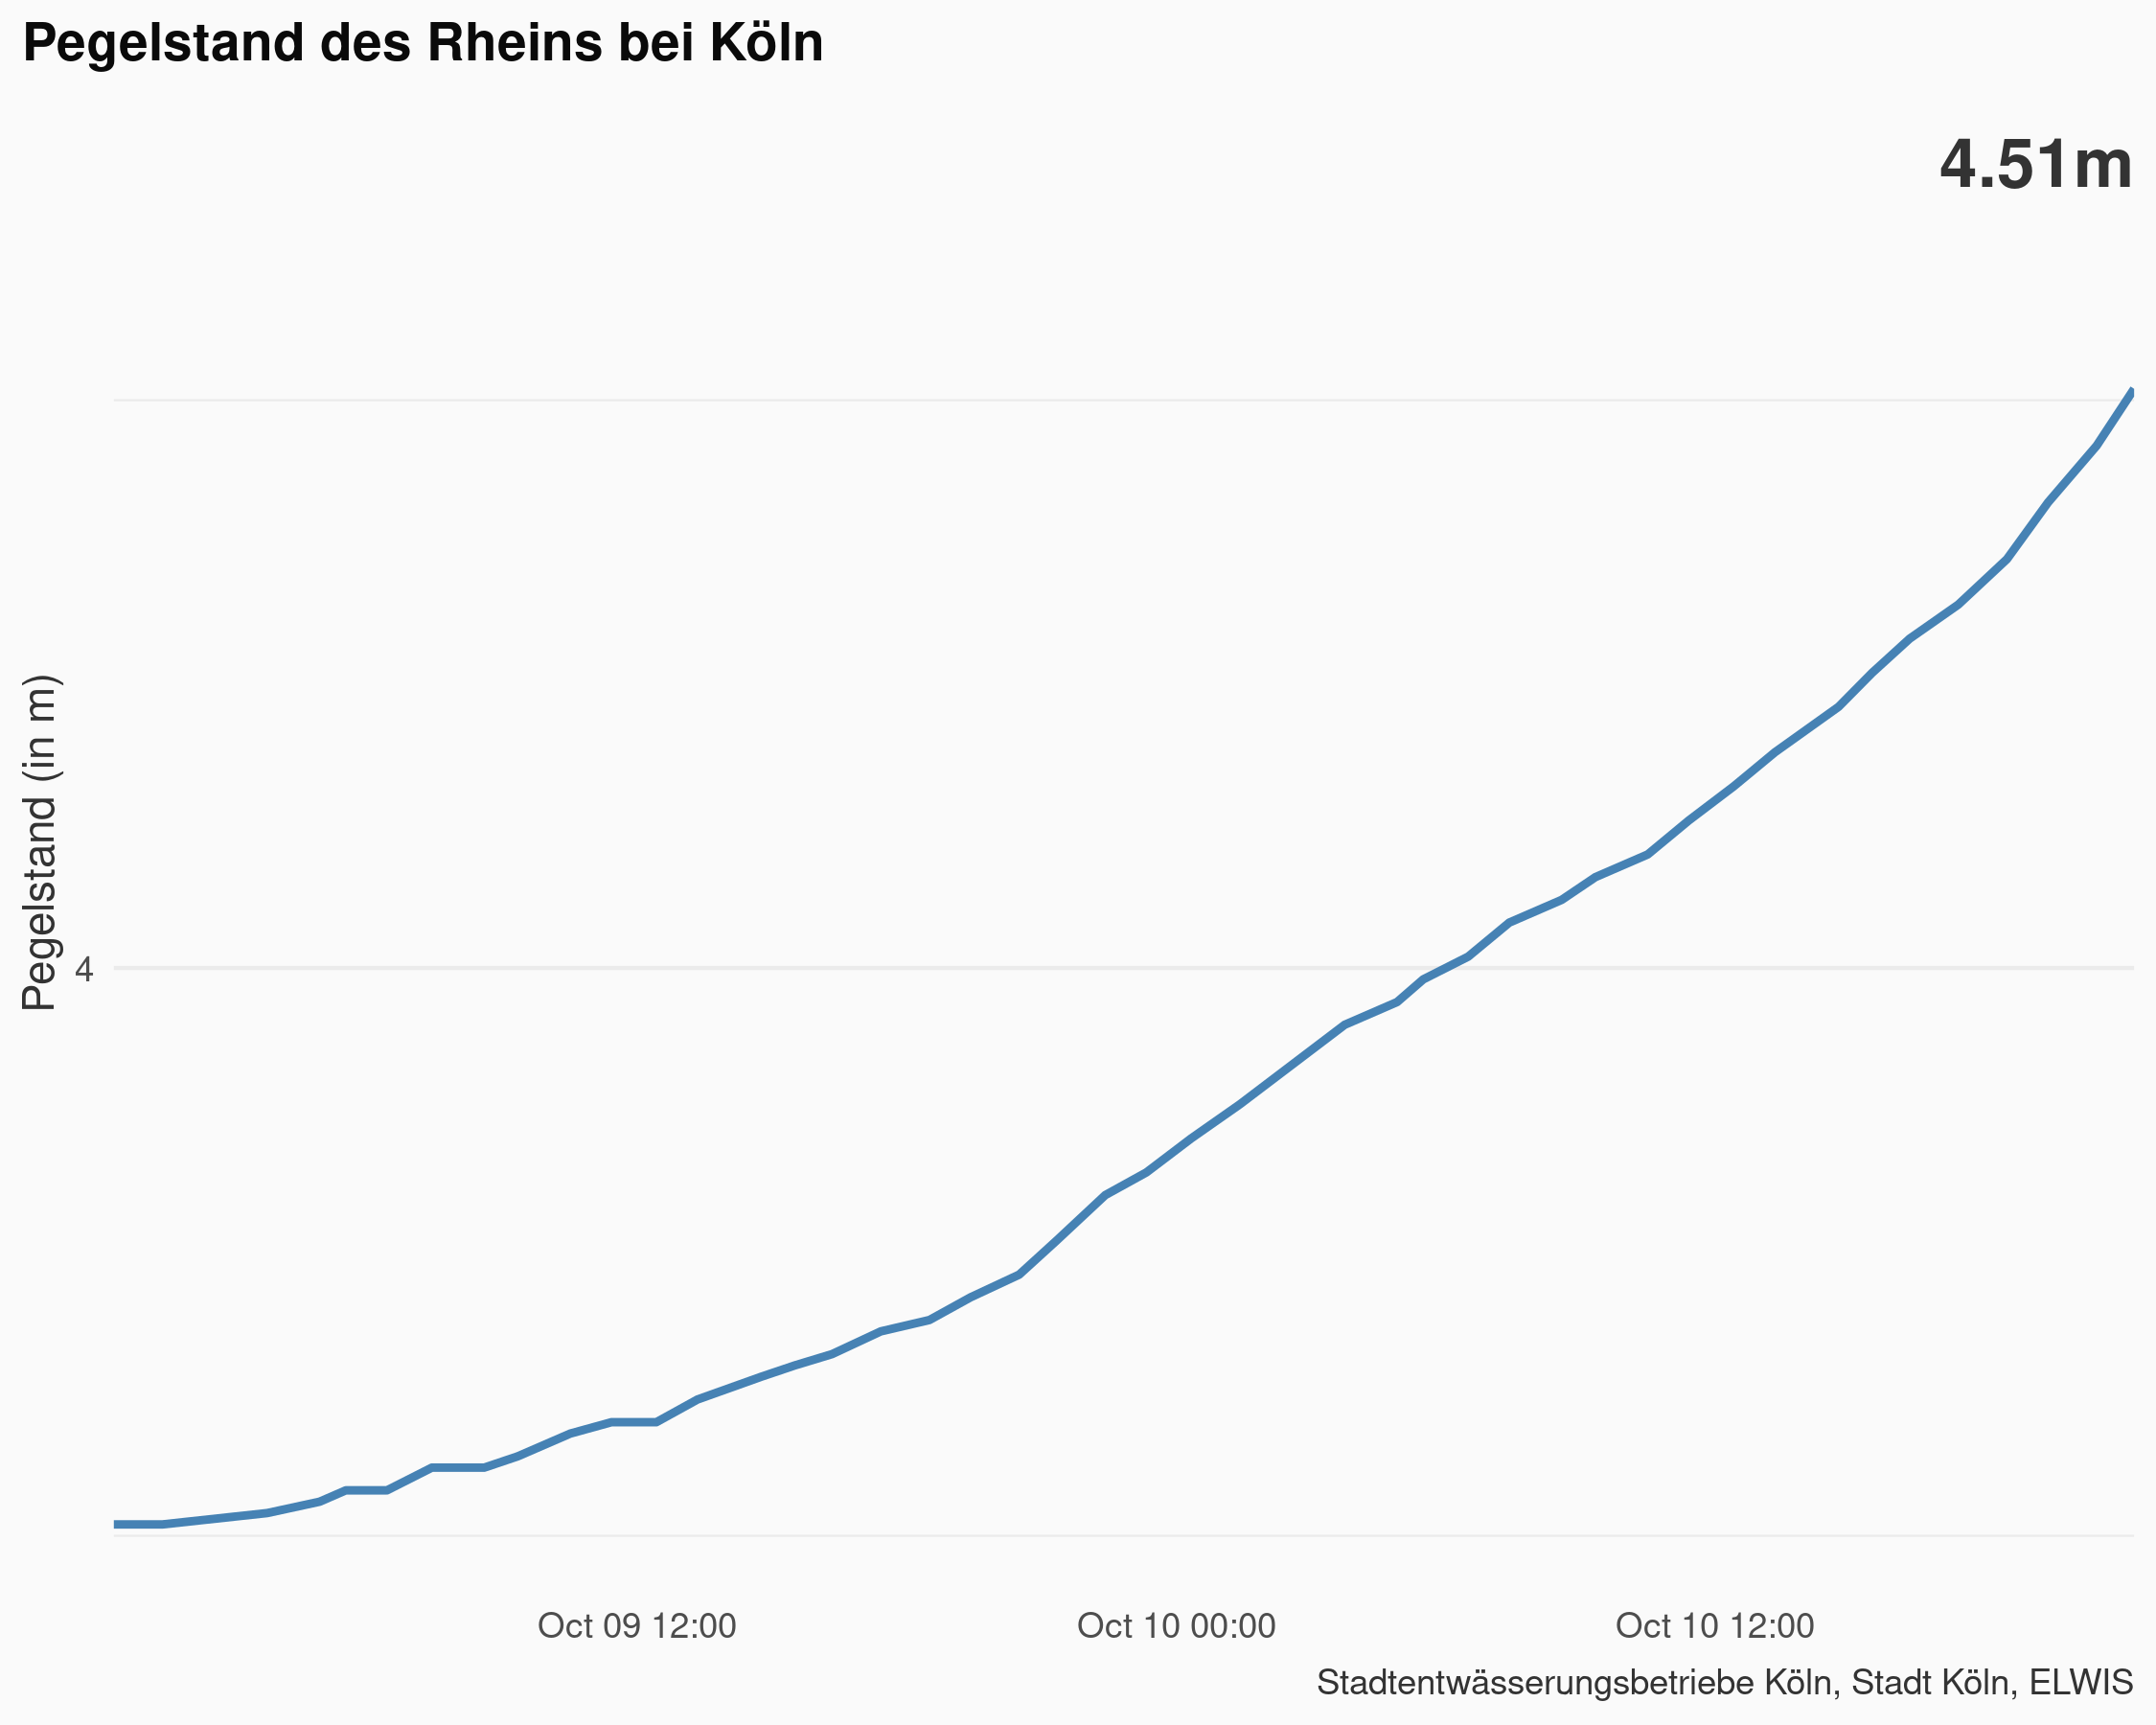 Pegelstand des Rheins bei Köln
4.51m
Pegelstand (in m)
4
Oct 09 12:00
Oct 10 00:00
Oct 10 12:00
Stadtentwässerungsbetriebe Köln, Stadt Köln, ELWIS